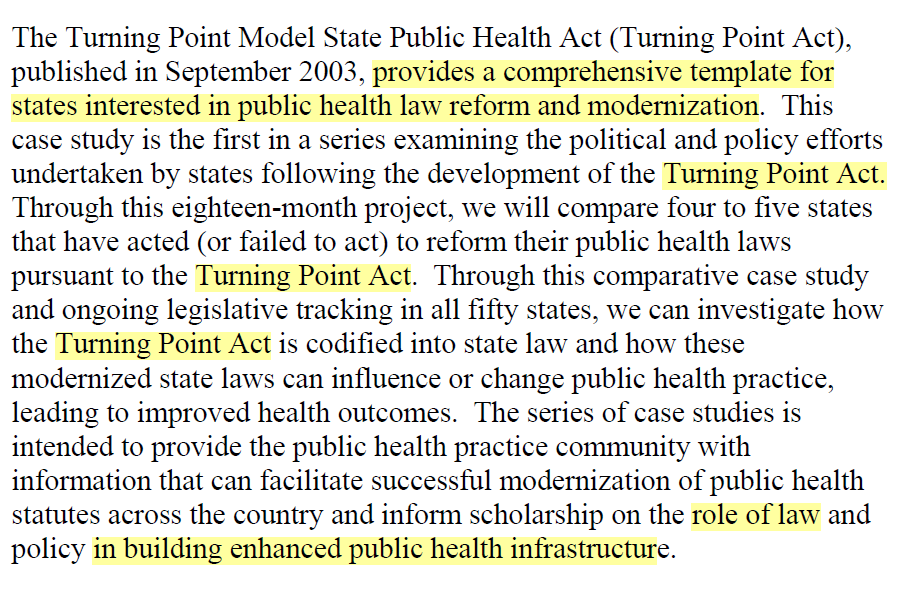 The Turning Point Model State Public Health Act (Turning Point Act),
published in September 2003, provides a comprehensive template for
states interested in public health law reform and modernization.  This
case study is the first in a series examining the political and policy efforts
undertaken by states following the development of the Turning Point Act.
Through this eighteen-month project, we will compare four to five states
that have acted (or failed to act) to reform their public health laws
pursuant to the Turning Point Act.  Through this comparative case study
and ongoing legislative tracking in all fifty states, we can investigate how
the Turning Point Act is codified into state law and how these
modernized state laws can influence or change public health practice,
leading to improved health outcomes.  The series of case studies is
intended to provide the public health practice community with
information that can facilitate successful modernization of public health
statutes across the country and inform scholarship on the role of law and
policy in building enhanced public health infrastructure.